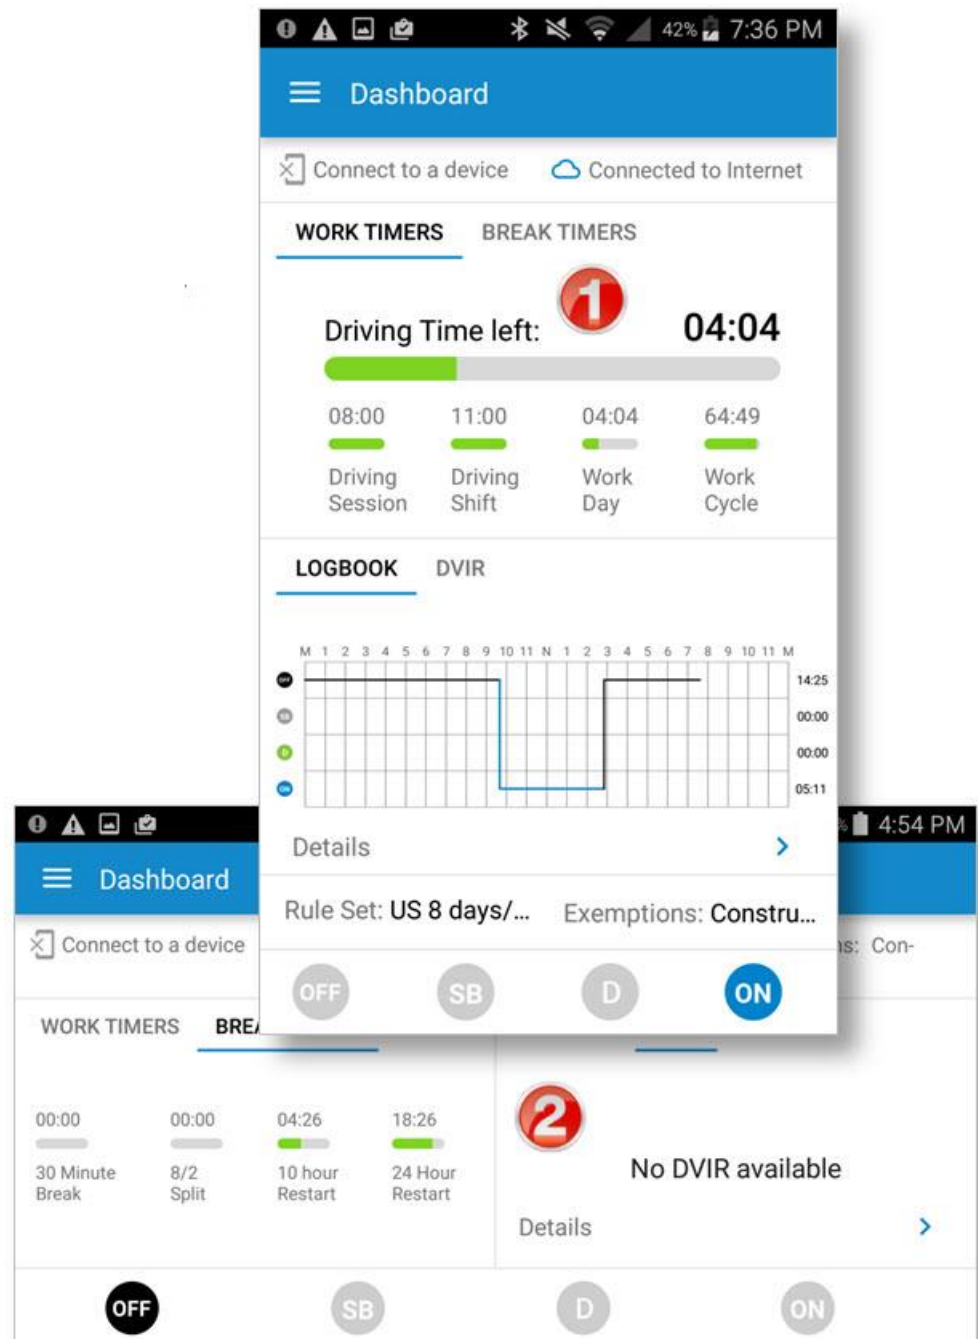 42% 7:36 PM
Dashboard
Connect to a device Connected to Internet
WORK TIMERS BREAK TIMERS
1
Driving Time left: 04:04
08:00 11:00 04:04 64:49
Driving Driving Work Work
Session Shift Day Cycle
LOGBOOK DVIR
M 1 2 3 4 5 6 7 8 9 10 11 N 1 2 3 4 5 6 7 8 9 10 11 M
OFF 14:25
SB 00:00
D 00:00
ON 05:11
Details
Rule Set: US 8 days/... Exemptions: Constru...
OFF SB D ON
% 4:54 PM
Dashboard
Connect to a device ns: Con-
WORK TIMERS BREA
00:00 00:00 04:26 18:26
30 Minute 8/2 10 hour 24 Hour
Break Split Restart Restart
2
No DVIR available
Details
OFF SB D ON